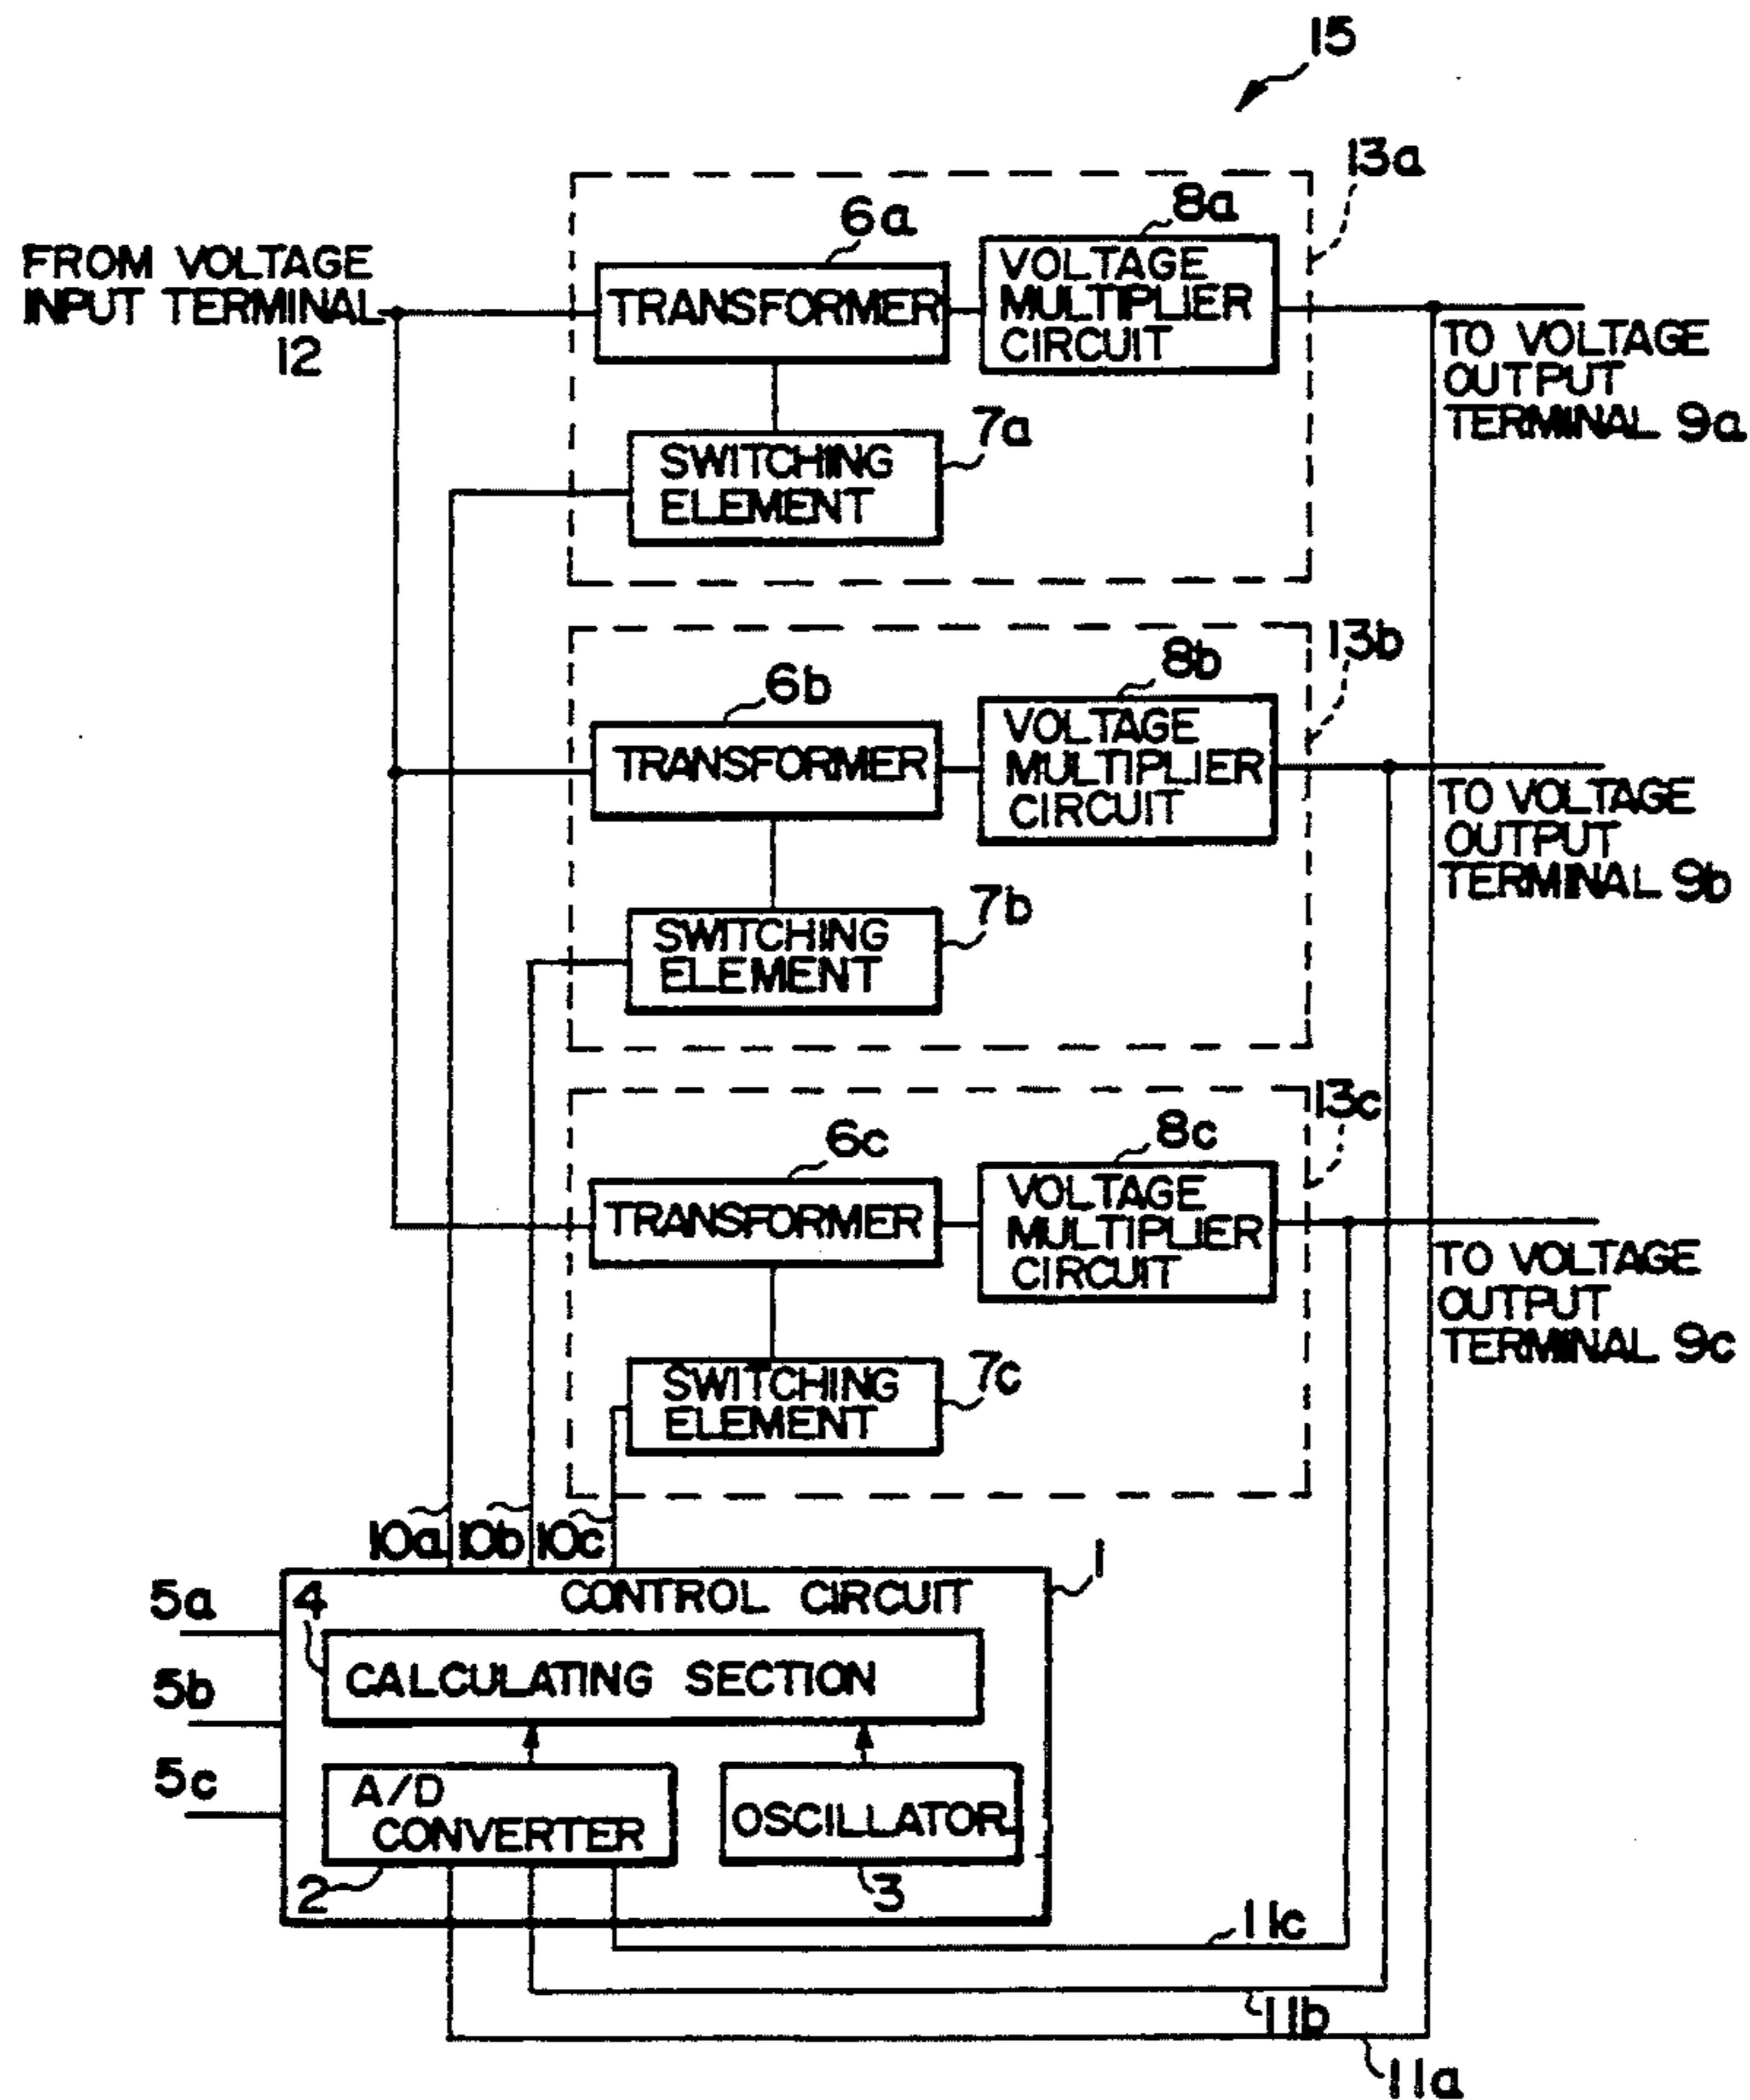 15
13a
6a
8a
FROM VOLTAGE
INPUT TERMINAL
12
TRANSFORMER
VOLTAGE
MULTIPLIER
CIRCUIT
TO VOLTAGE
OUTPUT
TERMINAL 9a
7a
SWITCHING
ELEMENT
13b
6b
8b
TRANSFORMER
VOLTAGE
MULTIPLIER
CIRCUIT
TO VOLTAGE
OUTPUT
TERMINAL 9b
7b
SWITCHING
ELEMENT
13c
6c
8c
TRANSFORMER
VOLTAGE
MULTIPLIER
CIRCUIT
TO VOLTAGE
OUTPUT
TERMINAL 9c
7c
SWITCHING
ELEMENT
10a 10b 10c
1
CONTROL CIRCUIT
5a
4
CALCULATING SECTION
5b
5c
A/D
CONVERTER
OSCILLATOR
2
3
11c
11b
11a